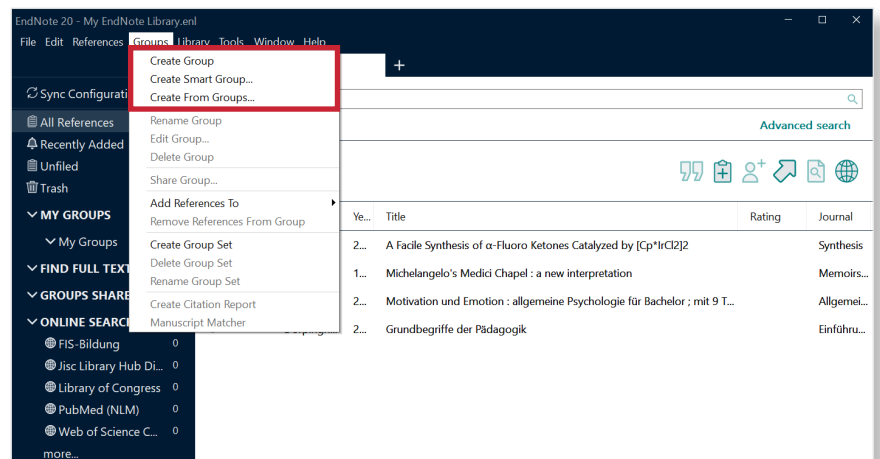 EndNote 20 - My EndNote Library.enl
File Edit References Groups Library Tools Window Help
Create Group
Create Smart Group...
Create From Groups...
Rename Group
Edit Group...
Delete Group
Share Group...
Add References To
Remove References From Group
Create Group Set
Delete Group Set
Rename Group Set
Create Citation Report
Manuscript Matcher
Sync Configurati
All References
Recently Added
Unfiled
Trash
MY GROUPS
My Groups
FIND FULL TEXT
GROUPS SHARE
ONLINE SEARC
FIS-Bildung 0
Jisc Library Hub Di... 0
Library of Congress 0
PubMed (NLM) 0
Web of Science C... 0
more...
Advanced search
Ye... Title Rating Journal
2... A Facile Synthesis of α-Fluoro Ketones Catalyzed by [Cp*IrCl2]2 Synthesis
1... Michelangelo's Medici Chapel : a new interpretation Memoirs...
2... Motivation und Emotion : allgemeine Psychologie für Bachelor ; mit 9 T... Allgemei...
2... Grundbegriffe der Pädagogik Einführu...